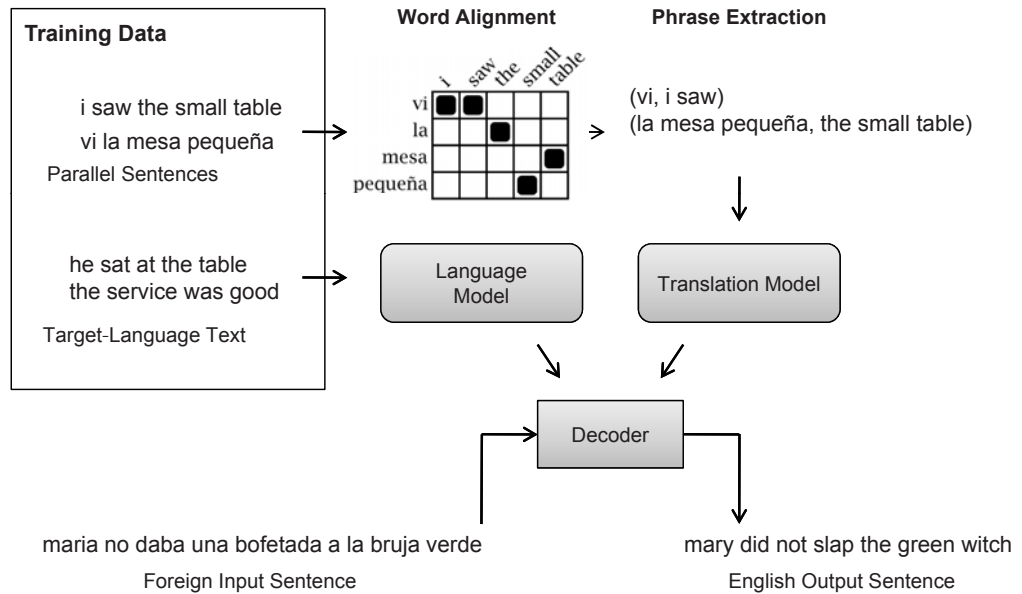 Training Data
Word Alignment
Phrase Extraction
i saw the small table
vi la mesa pequeña
Parallel Sentences
i saw the small table
vi
la
mesa
pequeña
(vi, i saw)
(la mesa pequeña, the small table)
he sat at the table
the service was good
Target-Language Text
Language
Model
Translation Model
Decoder
maria no daba una bofetada a la bruja verde
Foreign Input Sentence
mary did not slap the green witch
English Output Sentence